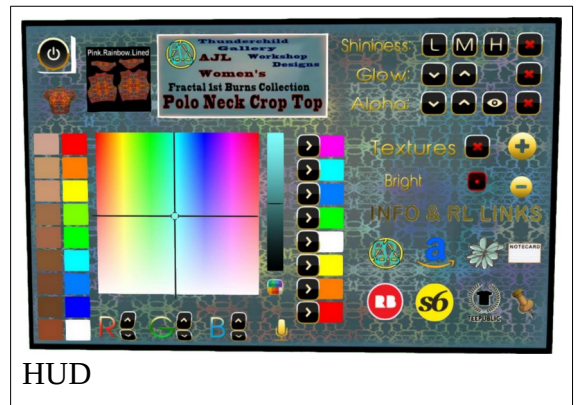 Pink.Rainbow.Lined
Thunderchild
Gallery
AJL Workshop
Designs
Women's
Fractal 1st Burns Collection
Polo Neck Crop Top
Shininess: L M H
Glow:
Alpha:
Textures
Bright
INFO & RL LINKS
NOTECARD
a
RB
s6
TEEPUBLIC
R G B
HUD